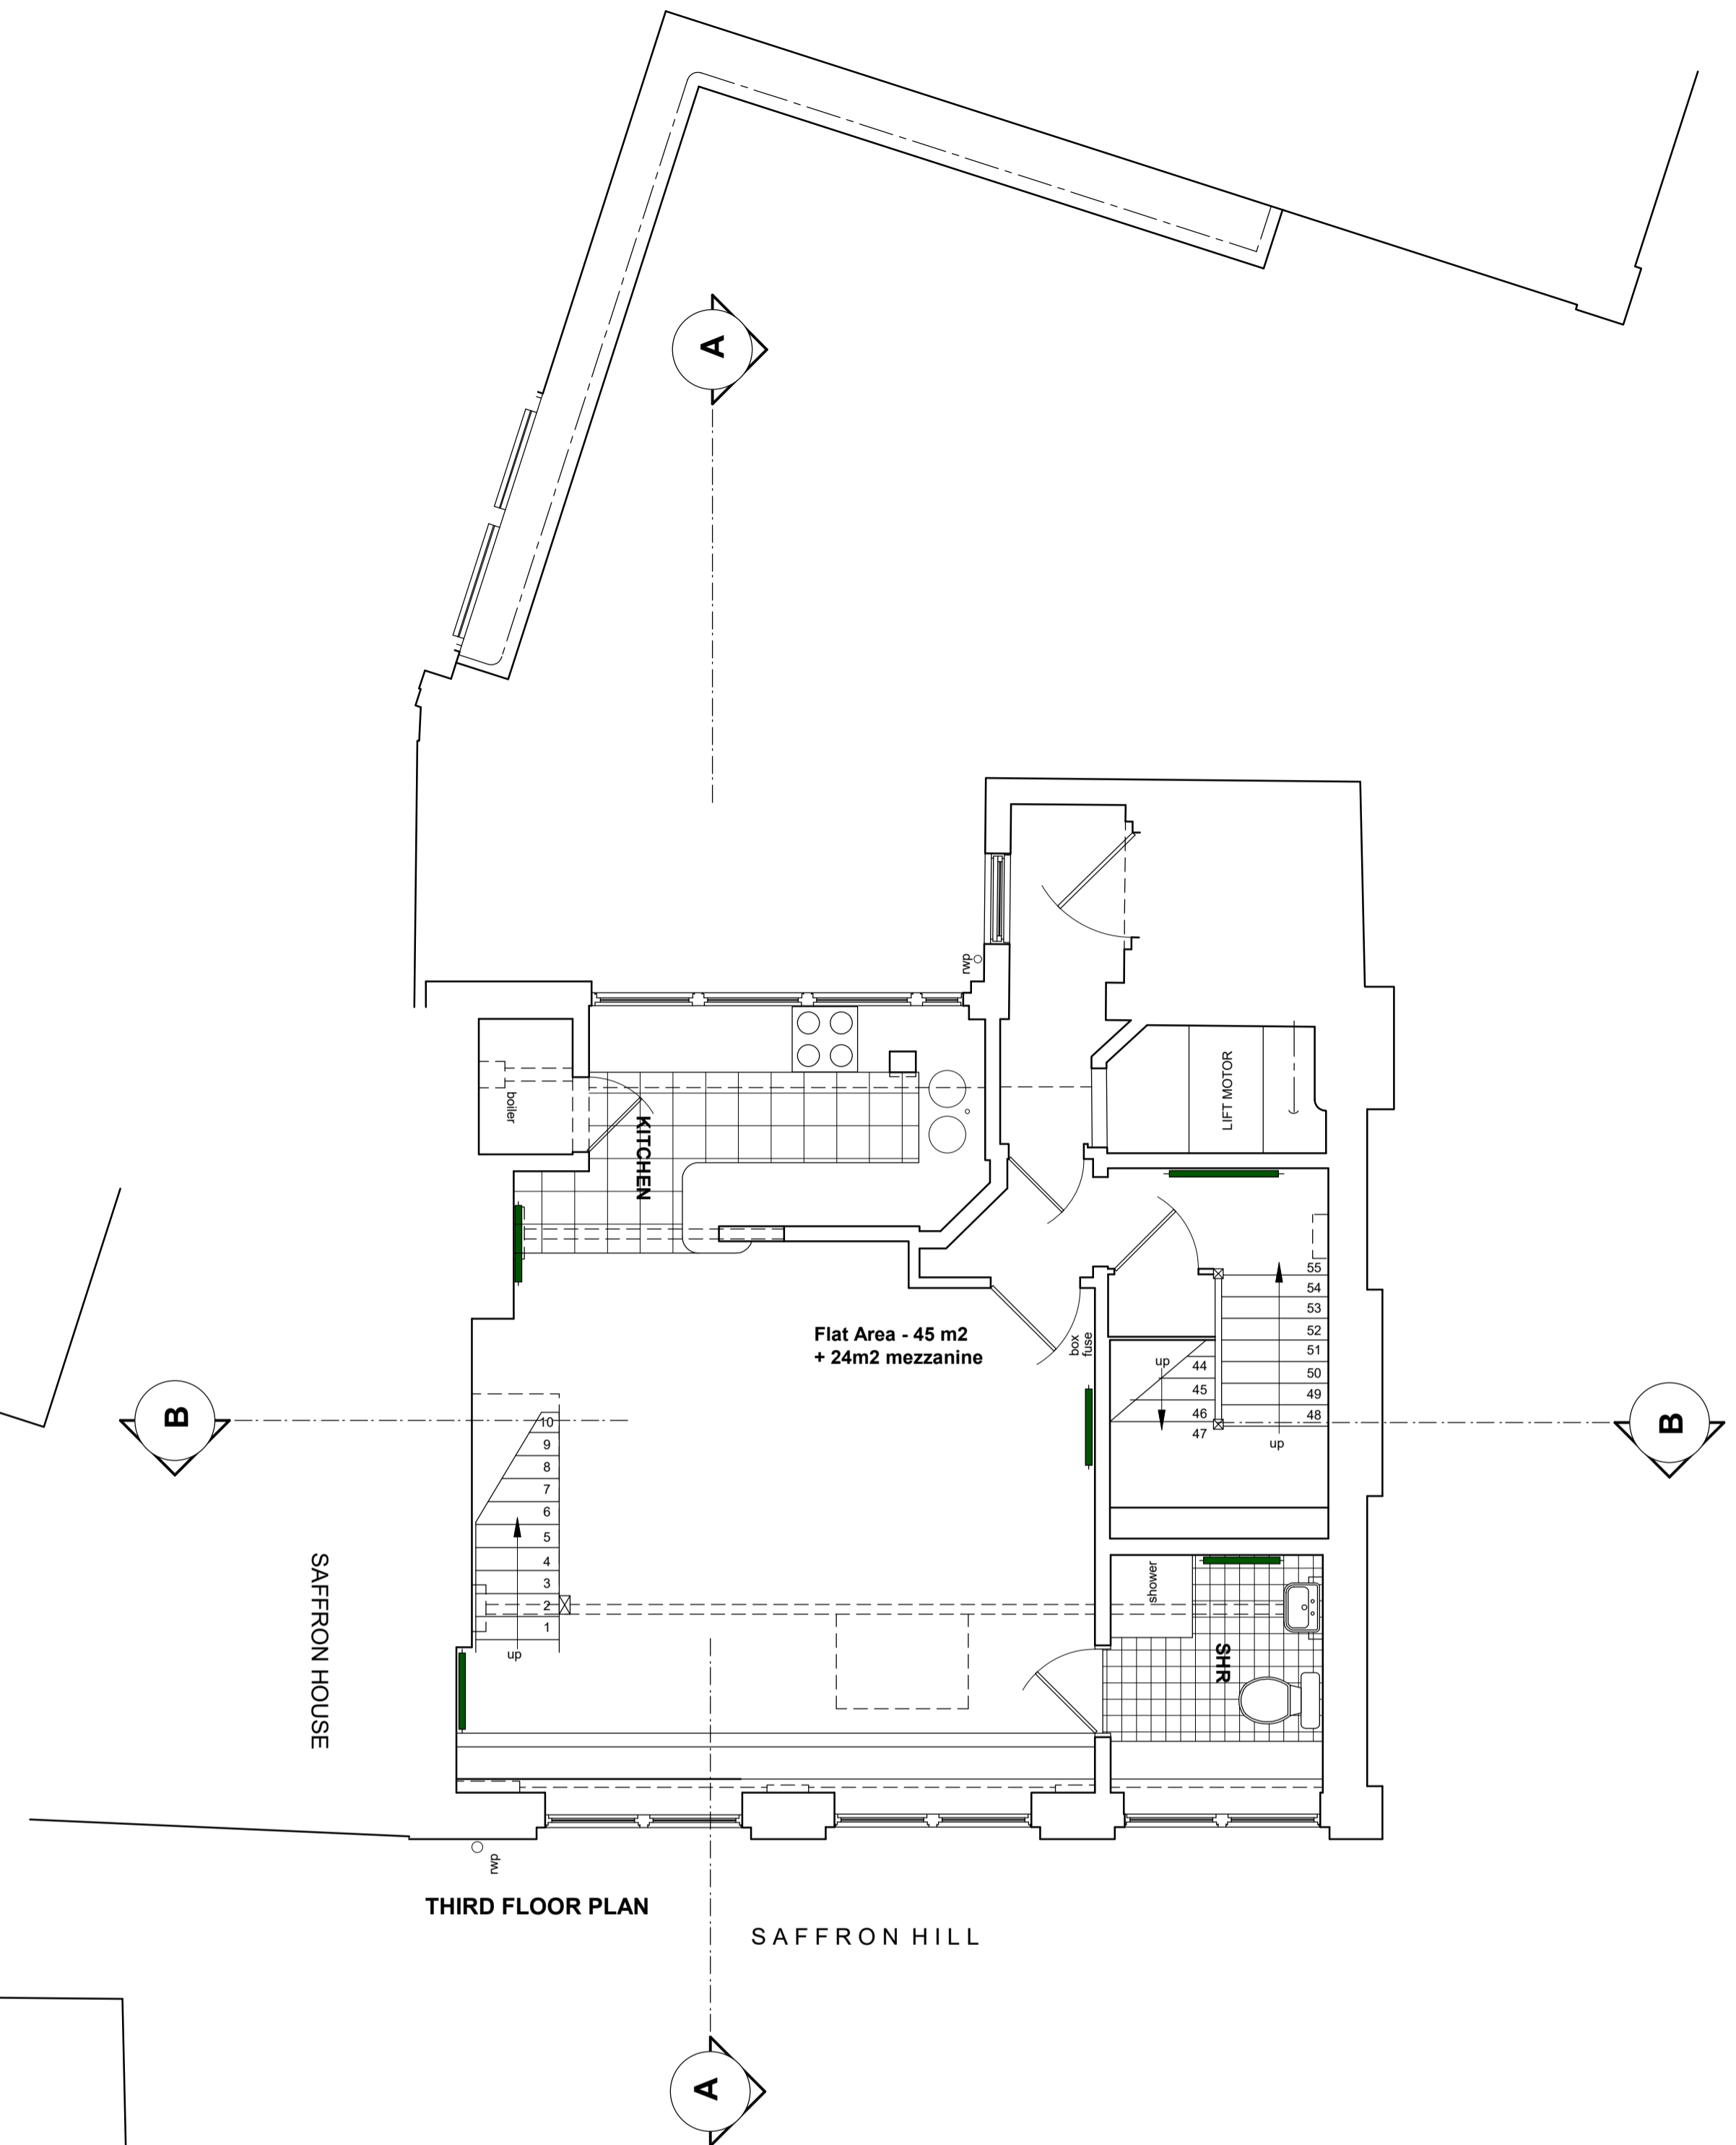 A
rwp
LIFT MOTOR
boiler
KITCHEN
55
54
53
52
51
50
49
48
up
Flat Area - 45 m2
+ 24m2 mezzanine
box
fuse
up
44
45
46
47
B
B
10
9
8
7
6
5
4
3
2
1
up
shower
SHR
SAFFRON HOUSE
rwp
THIRD FLOOR PLAN
SAFFRON HILL
A